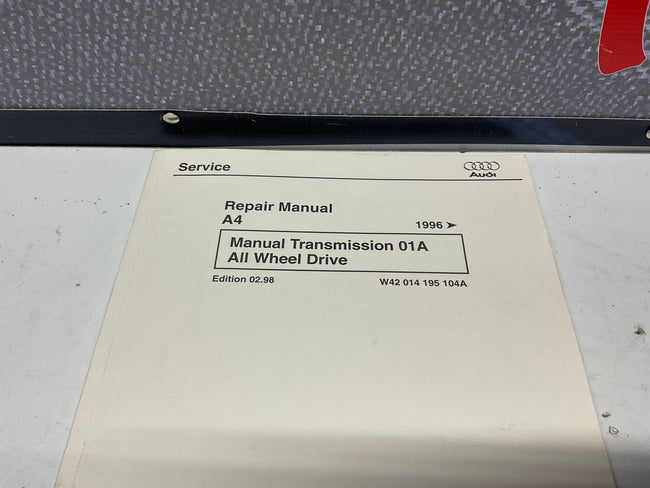 Service
Audi
Repair Manual
A4
1996 ➤
Manual Transmission 01A
All Wheel Drive
Edition 02.98
W42 014 195 104A